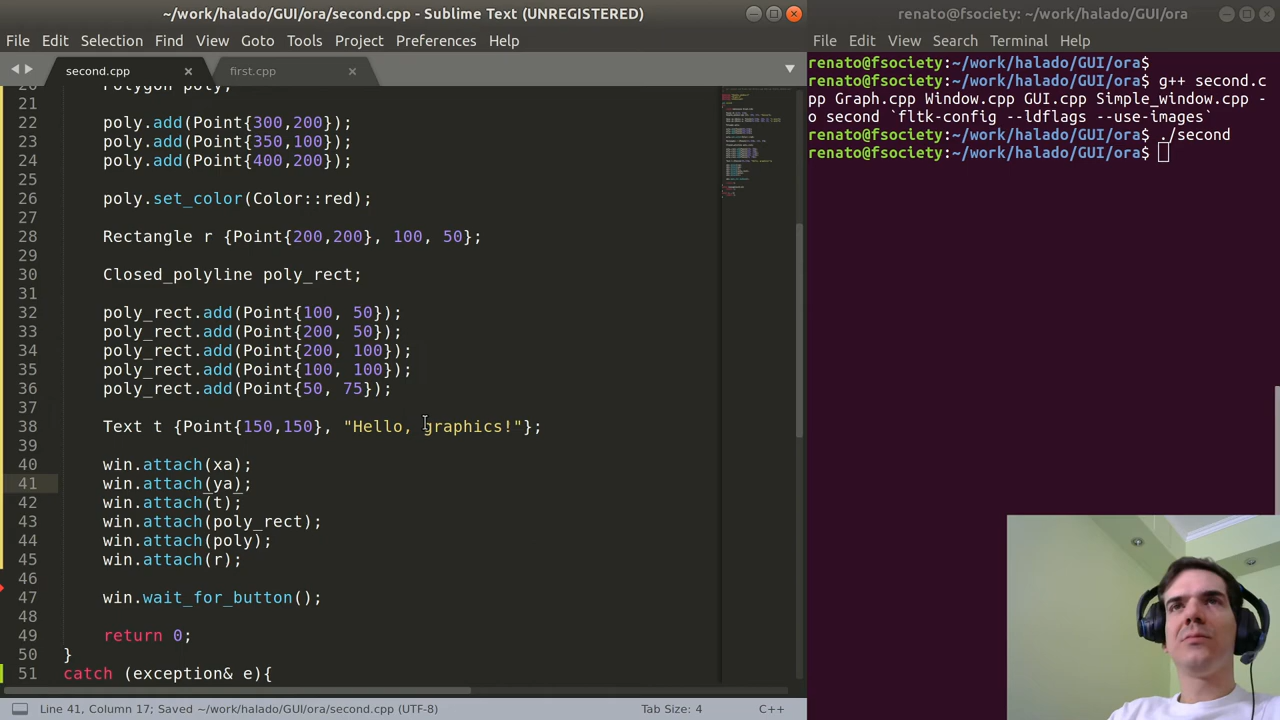 ~/work/halado/GUI/ora/second.cpp - Sublime Text (UNREGISTERED)
File Edit Selection Find View Goto Tools Project Preferences Help
second.cpp × first.cpp ×
20 Polygon poly;
21
22 poly.add(Point{300,200});
23 poly.add(Point{350,100});
24 poly.add(Point{400,200});
25
26 poly.set_color(Color::red);
27
28 Rectangle r {Point{200,200}, 100, 50};
29
30 Closed_polyline poly_rect;
31
32 poly_rect.add(Point{100, 50});
33 poly_rect.add(Point{200, 50});
34 poly_rect.add(Point{200, 100});
35 poly_rect.add(Point{100, 100});
36 poly_rect.add(Point{50, 75});
37
38 Text t {Point{150,150}, "Hello, graphics!"};
39
40 win.attach(xa);
41 win.attach(ya);
42 win.attach(t);
43 win.attach(poly_rect);
44 win.attach(poly);
45 win.attach(r);
46
47 win.wait_for_button();
48
49 return 0;
50 }
51 catch (exception& e){
Line 41, Column 17; Saved ~/work/halado/GUI/ora/second.cpp (UTF-8) Tab Size: 4 C++
renato@fsociety: ~/work/halado/GUI/ora
File Edit View Search Terminal Help
renato@fsociety:~/work/halado/GUI/ora$
renato@fsociety:~/work/halado/GUI/ora$ g++ second.c
pp Graph.cpp Window.cpp GUI.cpp Simple_window.cpp -
o second `fltk-config --ldflags --use-images`
renato@fsociety:~/work/halado/GUI/ora$ ./second
renato@fsociety:~/work/halado/GUI/ora$